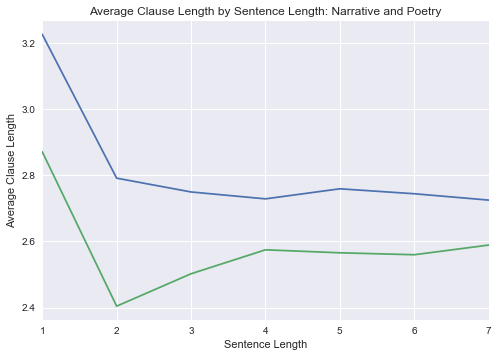 Average Clause Length by Sentence Length: Narrative and Poetry
3.2
3.0
2.8
2.6
2.4
Average Clause Length
1 2 3 4 5 6 7
Sentence Length